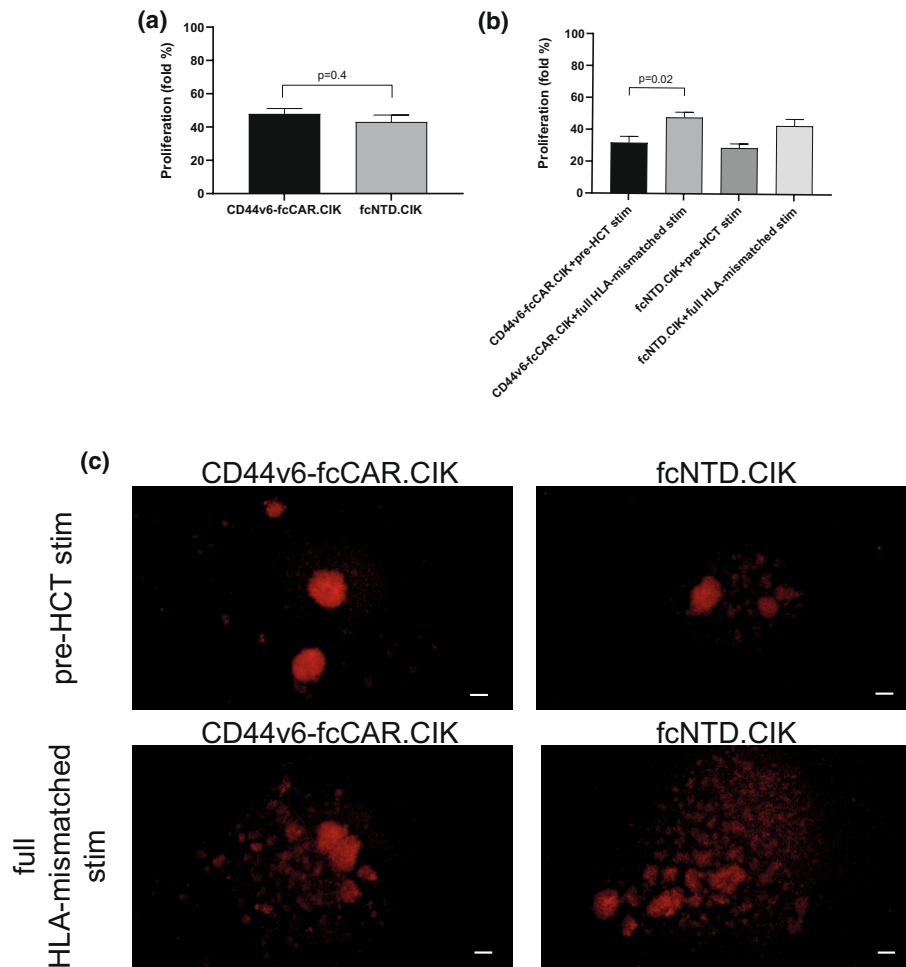 (a)
Proliferation (fold %)
100
80
60
40
20
0
p=0.4
CD44v6-fcCAR.CIK
fcNTD.CIK
(b)
Proliferation (fold %)
100
80
60
40
20
0
p=0.02
CD44v6-fcCAR.CIK+pre-HCT stim
CD44v6-fcCAR.CIK+full HLA-mismatched stim
fcNTD.CIK+pre-HCT stim
fcNTD.CIK+full HLA-mismatched stim
(c)
CD44v6-fcCAR.CIK
fcNTD.CIK
pre-HCT stim
CD44v6-fcCAR.CIK
fcNTD.CIK
full
HLA-mismatched
stim